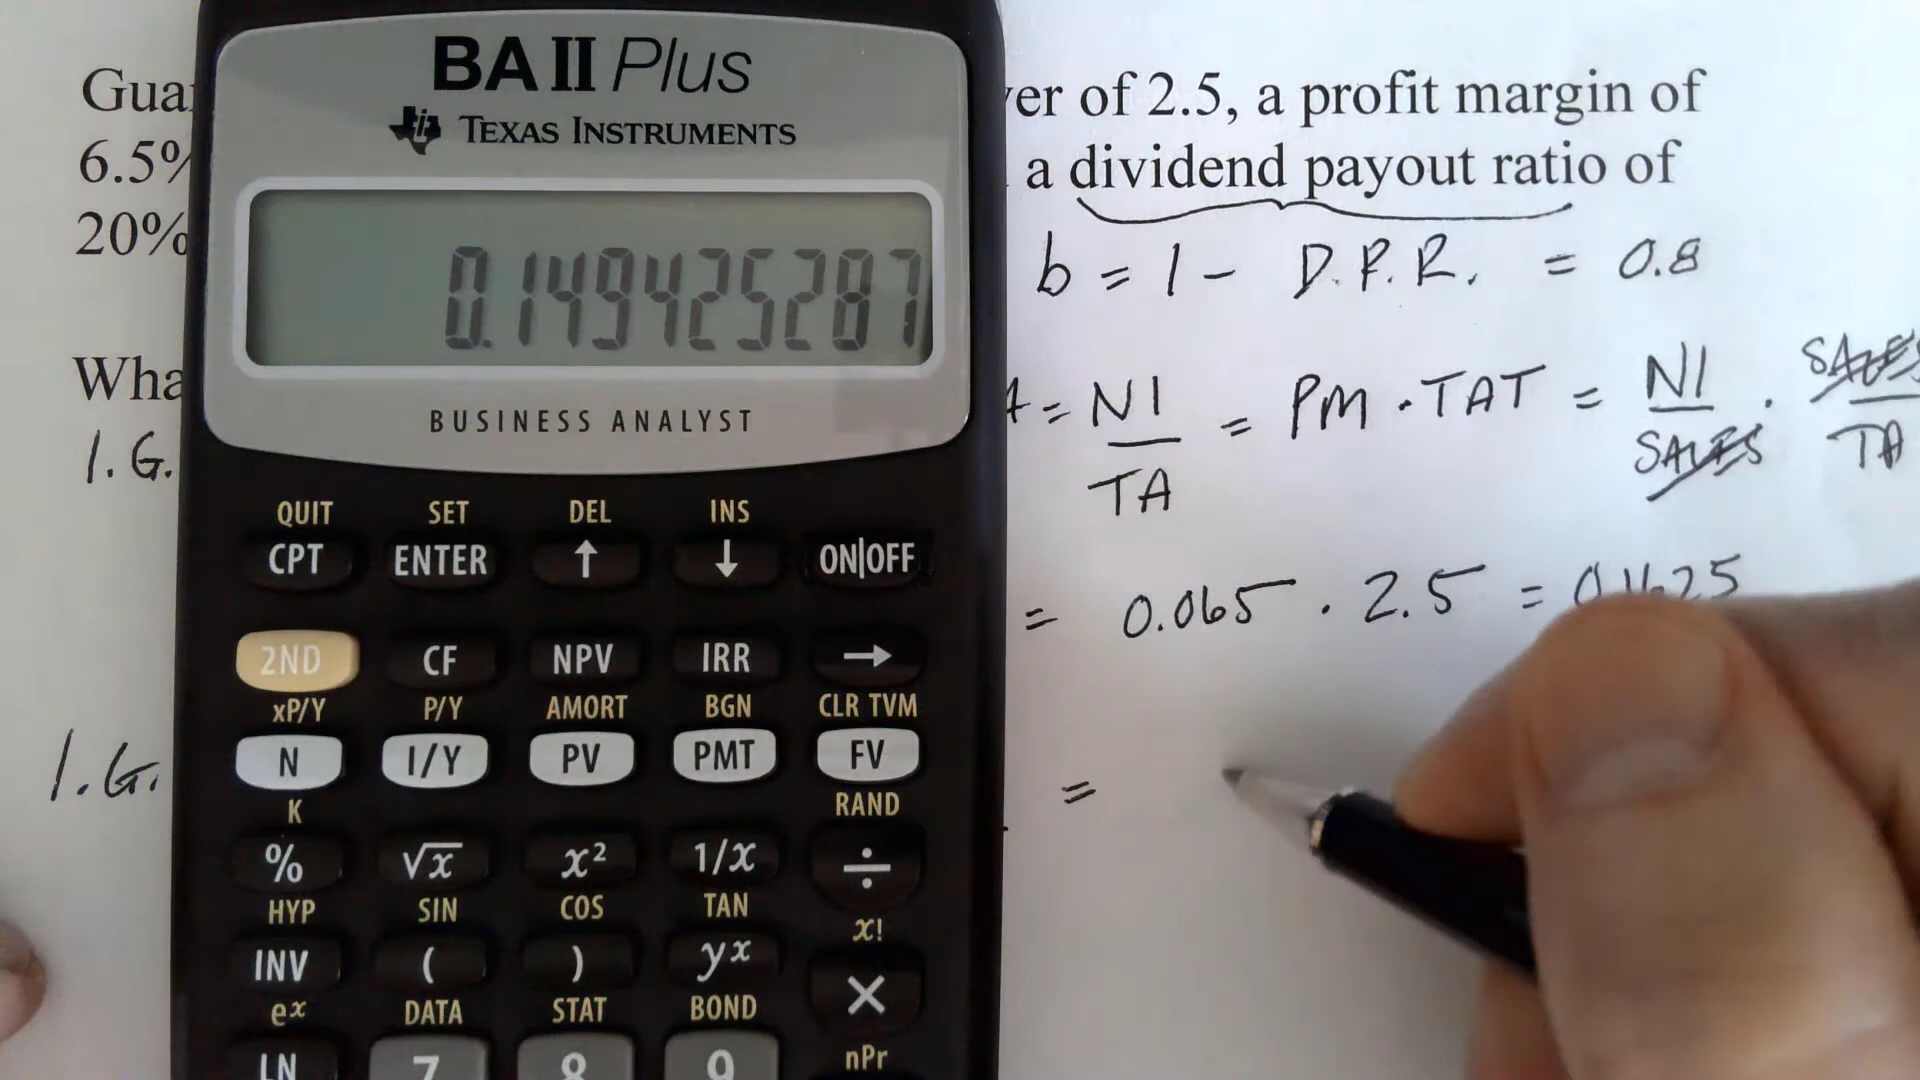 BA II Plus
TEXAS INSTRUMENTS
0.149425287
BUSINESS ANALYST
Gua
er of 2.5, a profit margin of
6.5%
a dividend payout ratio of
20%
b = 1 - D.P.R. = 0.8
Wha
= NI / TA = PM · TAT = NI / SALES · SALES / TA
1.G.
= 0.065 · 2.5 = 0.1625
1.G.
=
QUIT SET DEL INS
CPT ENTER ↑ ↓ ON|OFF
2ND CF NPV IRR →
xP/Y P/Y AMORT BGN CLR TVM
N I/Y PV PMT FV
K RAND
% √x x² 1/x ÷
HYP SIN COS TAN x!
INV ( ) yx ×
ex DATA STAT BOND nPr
LN 7 8 9